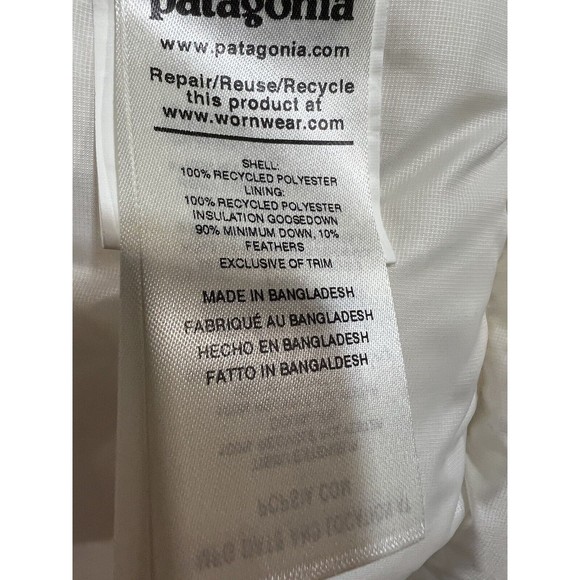 patagonia
www.patagonia.com
Repair/Reuse/Recycle
this product at
www.wornwear.com
SHELL:
100% RECYCLED POLYESTER
LINING:
100% RECYCLED POLYESTER
INSULATION GOOSEDOWN
90% MINIMUM DOWN, 10%
FEATHERS
EXCLUSIVE OF TRIM
MADE IN BANGLADESH
FABRIQUÉ AU BANGLADESH
HECHO EN BANGLADESH
FATTO IN BANGALDESH